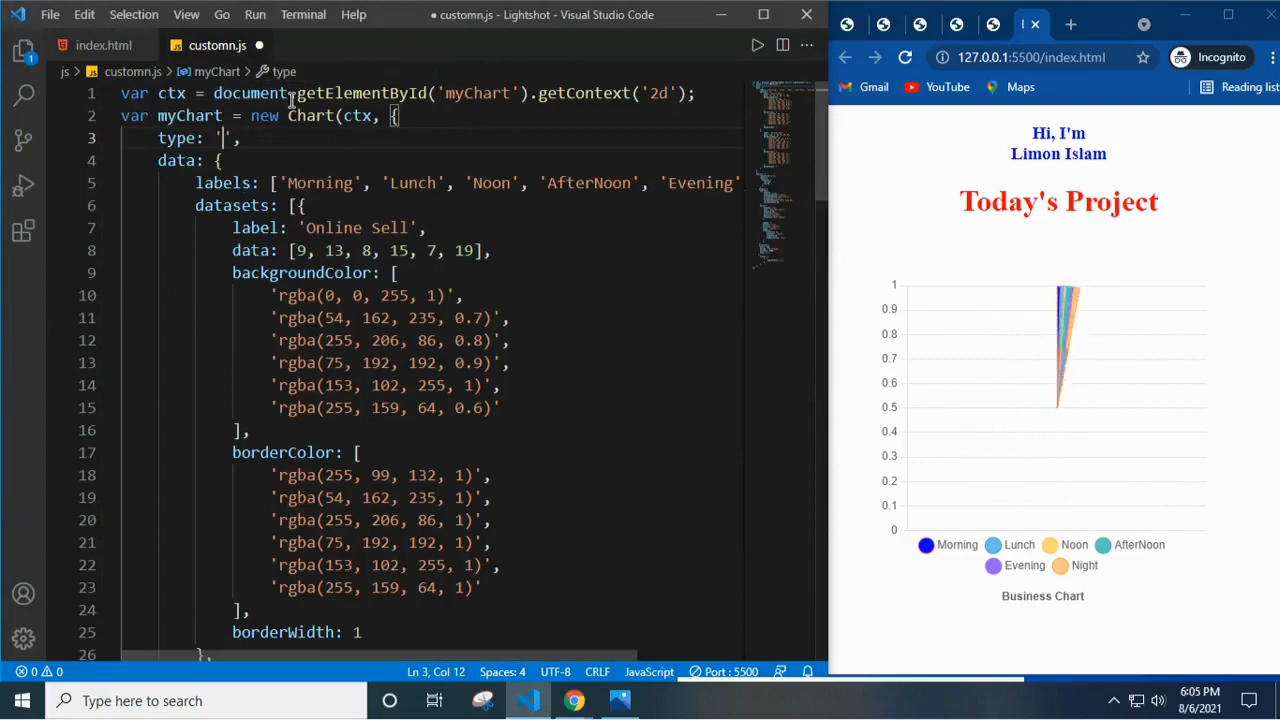 File Edit Selection View Go Run Terminal Help
● customn.js - Lightshot - Visual Studio Code
index.html
customn.js
js > customn.js > myChart > type
1 var ctx = document.getElementById('myChart').getContext('2d');
2 var myChart = new Chart(ctx, {
3 type: '',
4 data: {
5 labels: ['Morning', 'Lunch', 'Noon', 'AfterNoon', 'Evening'
6 datasets: [{
7 label: 'Online Sell',
8 data: [9, 13, 8, 15, 7, 19],
9 backgroundColor: [
10 'rgba(0, 0, 255, 1)',
11 'rgba(54, 162, 235, 0.7)',
12 'rgba(255, 206, 86, 0.8)',
13 'rgba(75, 192, 192, 0.9)',
14 'rgba(153, 102, 255, 1)',
15 'rgba(255, 159, 64, 0.6)'
16 ],
17 borderColor: [
18 'rgba(255, 99, 132, 1)',
19 'rgba(54, 162, 235, 1)',
20 'rgba(255, 206, 86, 1)',
21 'rgba(75, 192, 192, 1)',
22 'rgba(153, 102, 255, 1)',
23 'rgba(255, 159, 64, 1)'
24 ],
25 borderWidth: 1
26 },
1
0 0
Ln 3, Col 12 Spaces: 4 UTF-8 CRLF JavaScript Port : 5500
127.0.0.1:5500/index.html
Incognito
Gmail YouTube Maps Reading list
Hi, I'm
Limon Islam
Today's Project
1
0.9
0.8
0.7
0.6
0.5
0.4
0.3
0.2
0.1
0
Morning Lunch Noon AfterNoon
Evening Night
Business Chart
Type here to search
6:05 PM
8/6/2021